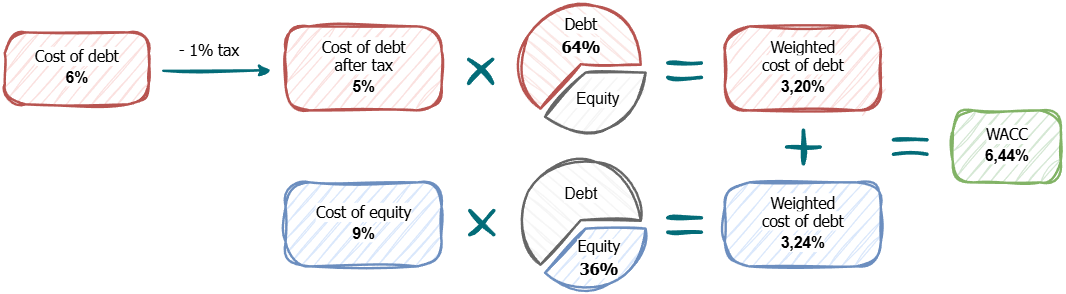 Cost of debt
6%
- 1% tax
Cost of debt
after tax
5%
Debt
64%
Equity
Weighted
cost of debt
3,20%
WACC
6,44%
Cost of equity
9%
Debt
Equity
36%
Weighted
cost of debt
3,24%